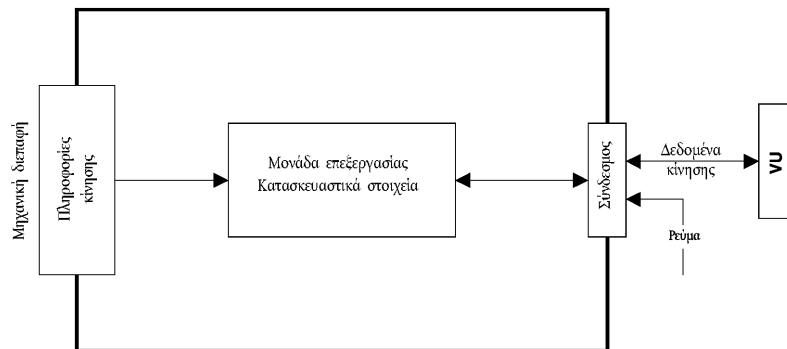 Μηχανική διεπαφή
Πληροφορίες
κίνησης
Μονάδα επεξεργασίας
Κατασκευαστικά στοιχεία
Σύνδεσμος
Δεδομένα
κίνησης
Ρεύμα
VU